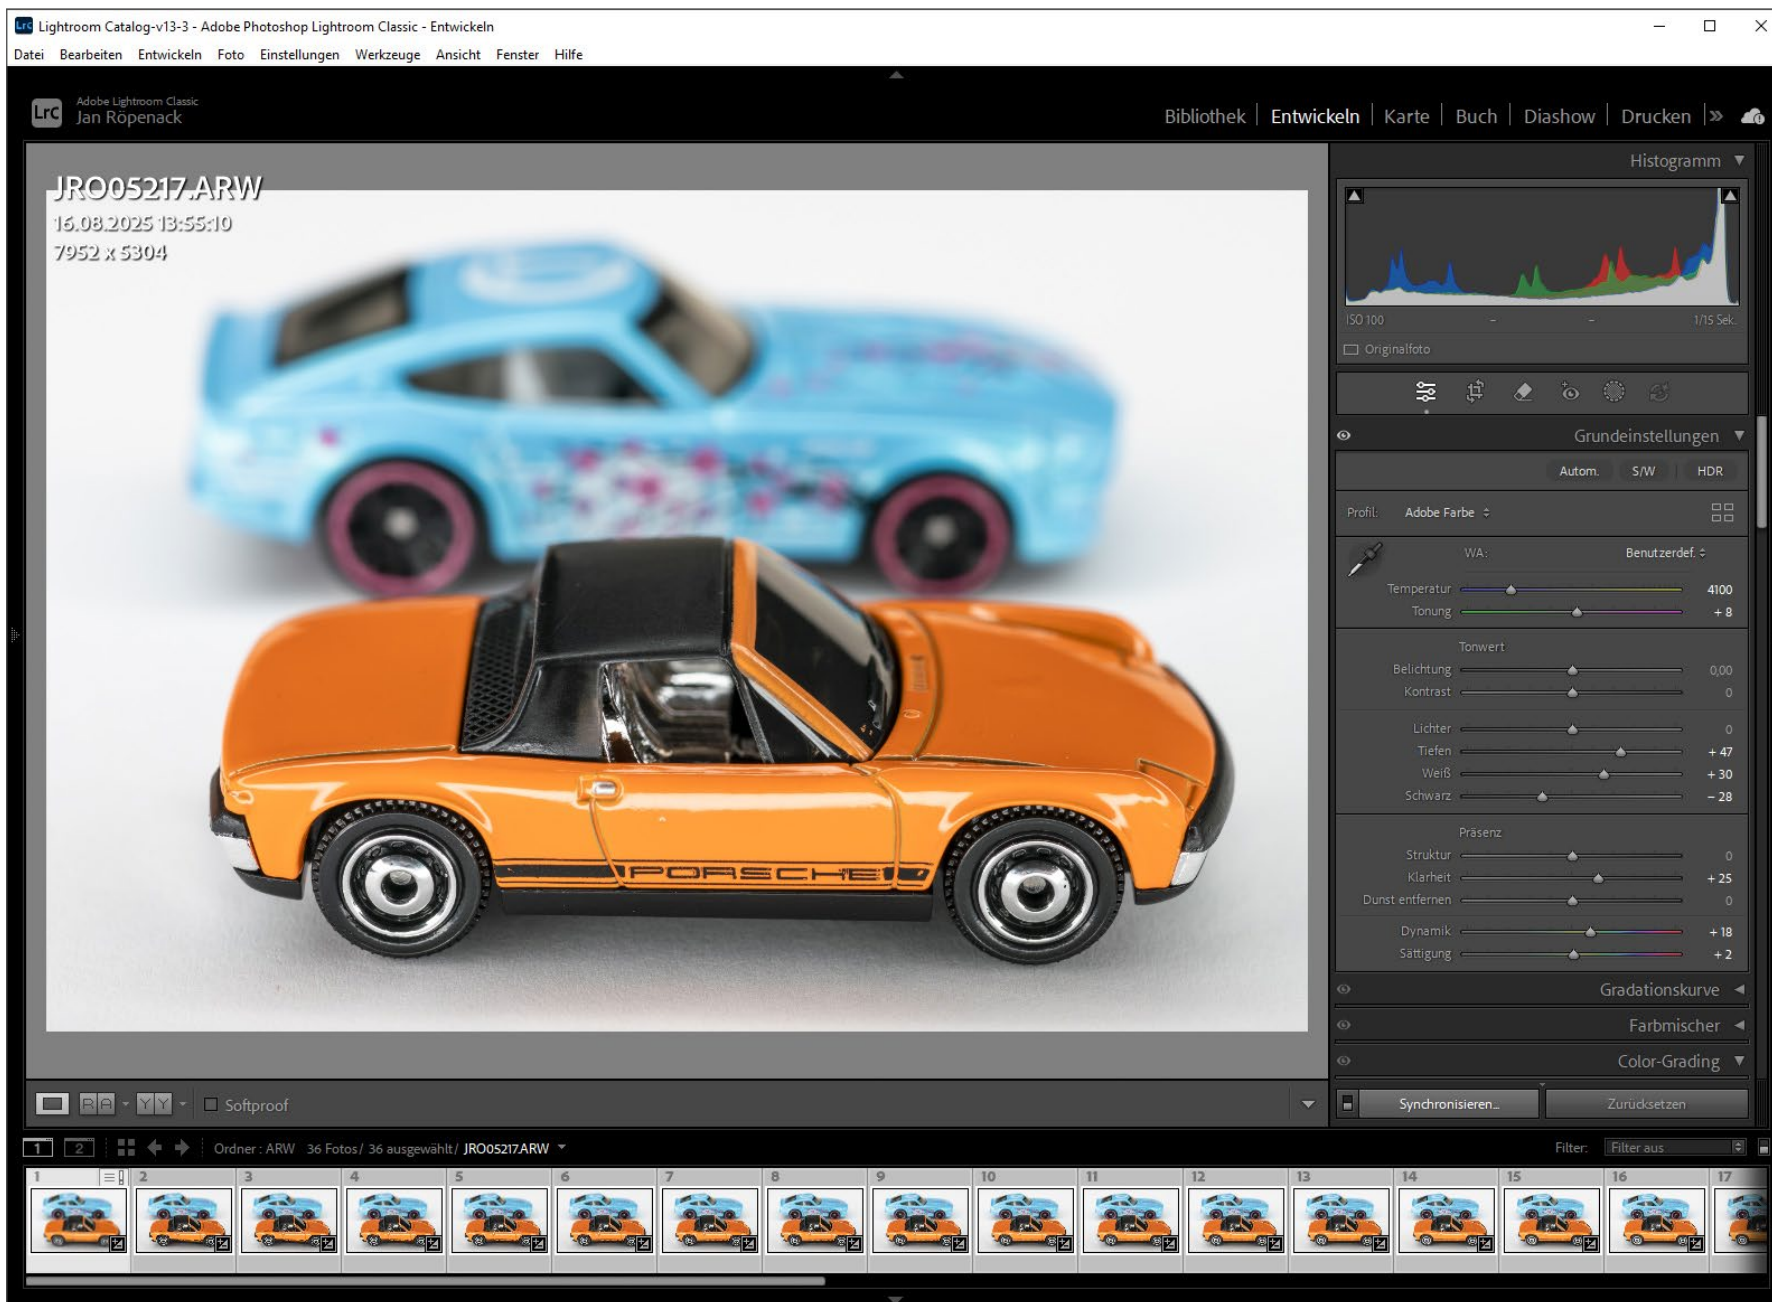 Lrc Lightroom Catalog-v13-3 - Adobe Photoshop Lightroom Classic - Entwickeln
Datei Bearbeiten Entwickeln Foto Einstellungen Werkzeuge Ansicht Fenster Hilfe
LrC
Adobe Lightroom Classic
Jan Röpenack
Bibliothek | Entwickeln | Karte | Buch | Diashow | Drucken | »
JRO05217.ARW
16.08.2025 13:55:10
7952 x 5304
PORSCHE
Histogramm
ISO 100 – – 1/15 Sek.
Originalfoto
Grundeinstellungen
Autom. S/W HDR
Profil: Adobe Farbe
WA: Benutzerdef.
Temperatur 4100
Tonung + 8
Tonwert
Belichtung 0,00
Kontrast 0
Lichter 0
Tiefen + 47
Weiß + 30
Schwarz – 28
Präsenz
Struktur 0
Klarheit + 25
Dunst entfernen 0
Dynamik + 18
Sättigung + 2
Gradationskurve
Farbmischer
Color-Grading
R A Y Y Softproof
Synchronisieren... Zurücksetzen
1 2 Ordner : ARW 36 Fotos / 36 ausgewählt / JRO05217.ARW
Filter: Filter aus
1 2 3 4 5 6 7 8 9 10 11 12 13 14 15 16 17